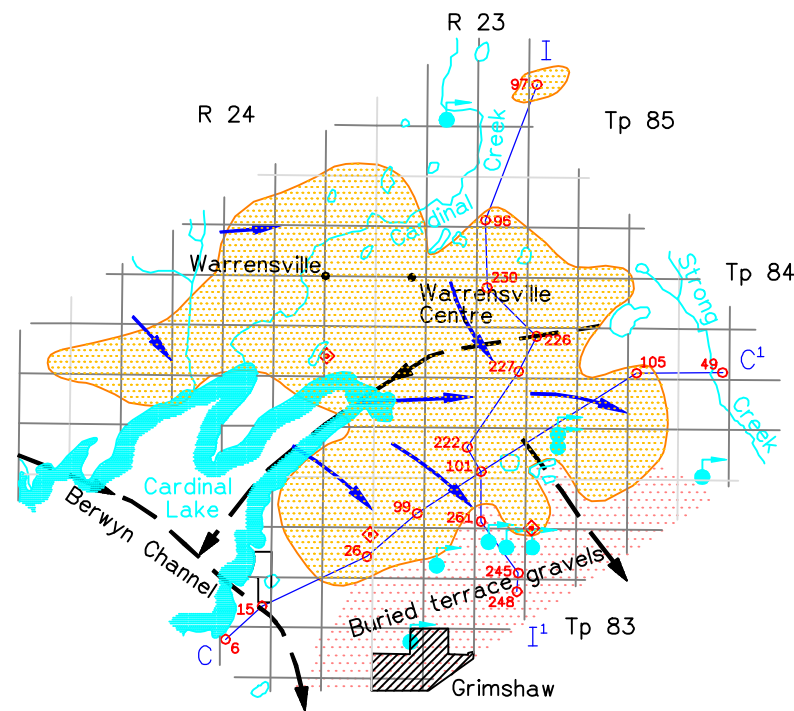 R 23
I
97
R 24
Tp 85
Creek
Cardinal
95
Warrensville
230
Warrensville
Centre
Strong
Tp 84
226
227
105
49
C¹
Creek
222
101
Cardinal
Lake
99
261
Berwyn Channel
26
245
248
Buried terrace gravels
15
6
C
I¹
Tp 83
Grimshaw